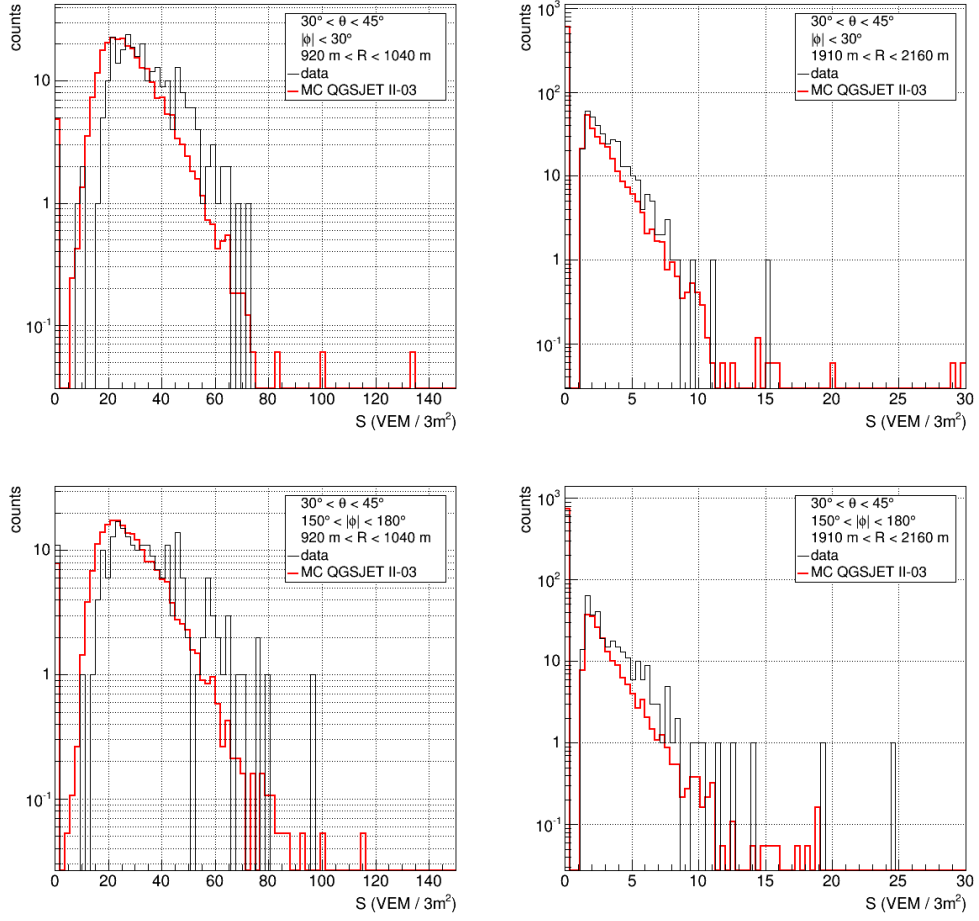 counts
30° < θ < 45°
|ϕ| < 30°
920 m < R < 1040 m
data
MC QGSJET II-03
10
1
10⁻¹
0 20 40 60 80 100 120 140
S (VEM / 3m²)
counts
30° < θ < 45°
|ϕ| < 30°
1910 m < R < 2160 m
data
MC QGSJET II-03
10³
10²
10
1
10⁻¹
0 5 10 15 20 25 30
S (VEM / 3m²)
counts
30° < θ < 45°
150° < |ϕ| < 180°
920 m < R < 1040 m
data
MC QGSJET II-03
10
1
10⁻¹
0 20 40 60 80 100 120 140
S (VEM / 3m²)
counts
30° < θ < 45°
150° < |ϕ| < 180°
1910 m < R < 2160 m
data
MC QGSJET II-03
10³
10²
10
1
10⁻¹
0 5 10 15 20 25 30
S (VEM / 3m²)